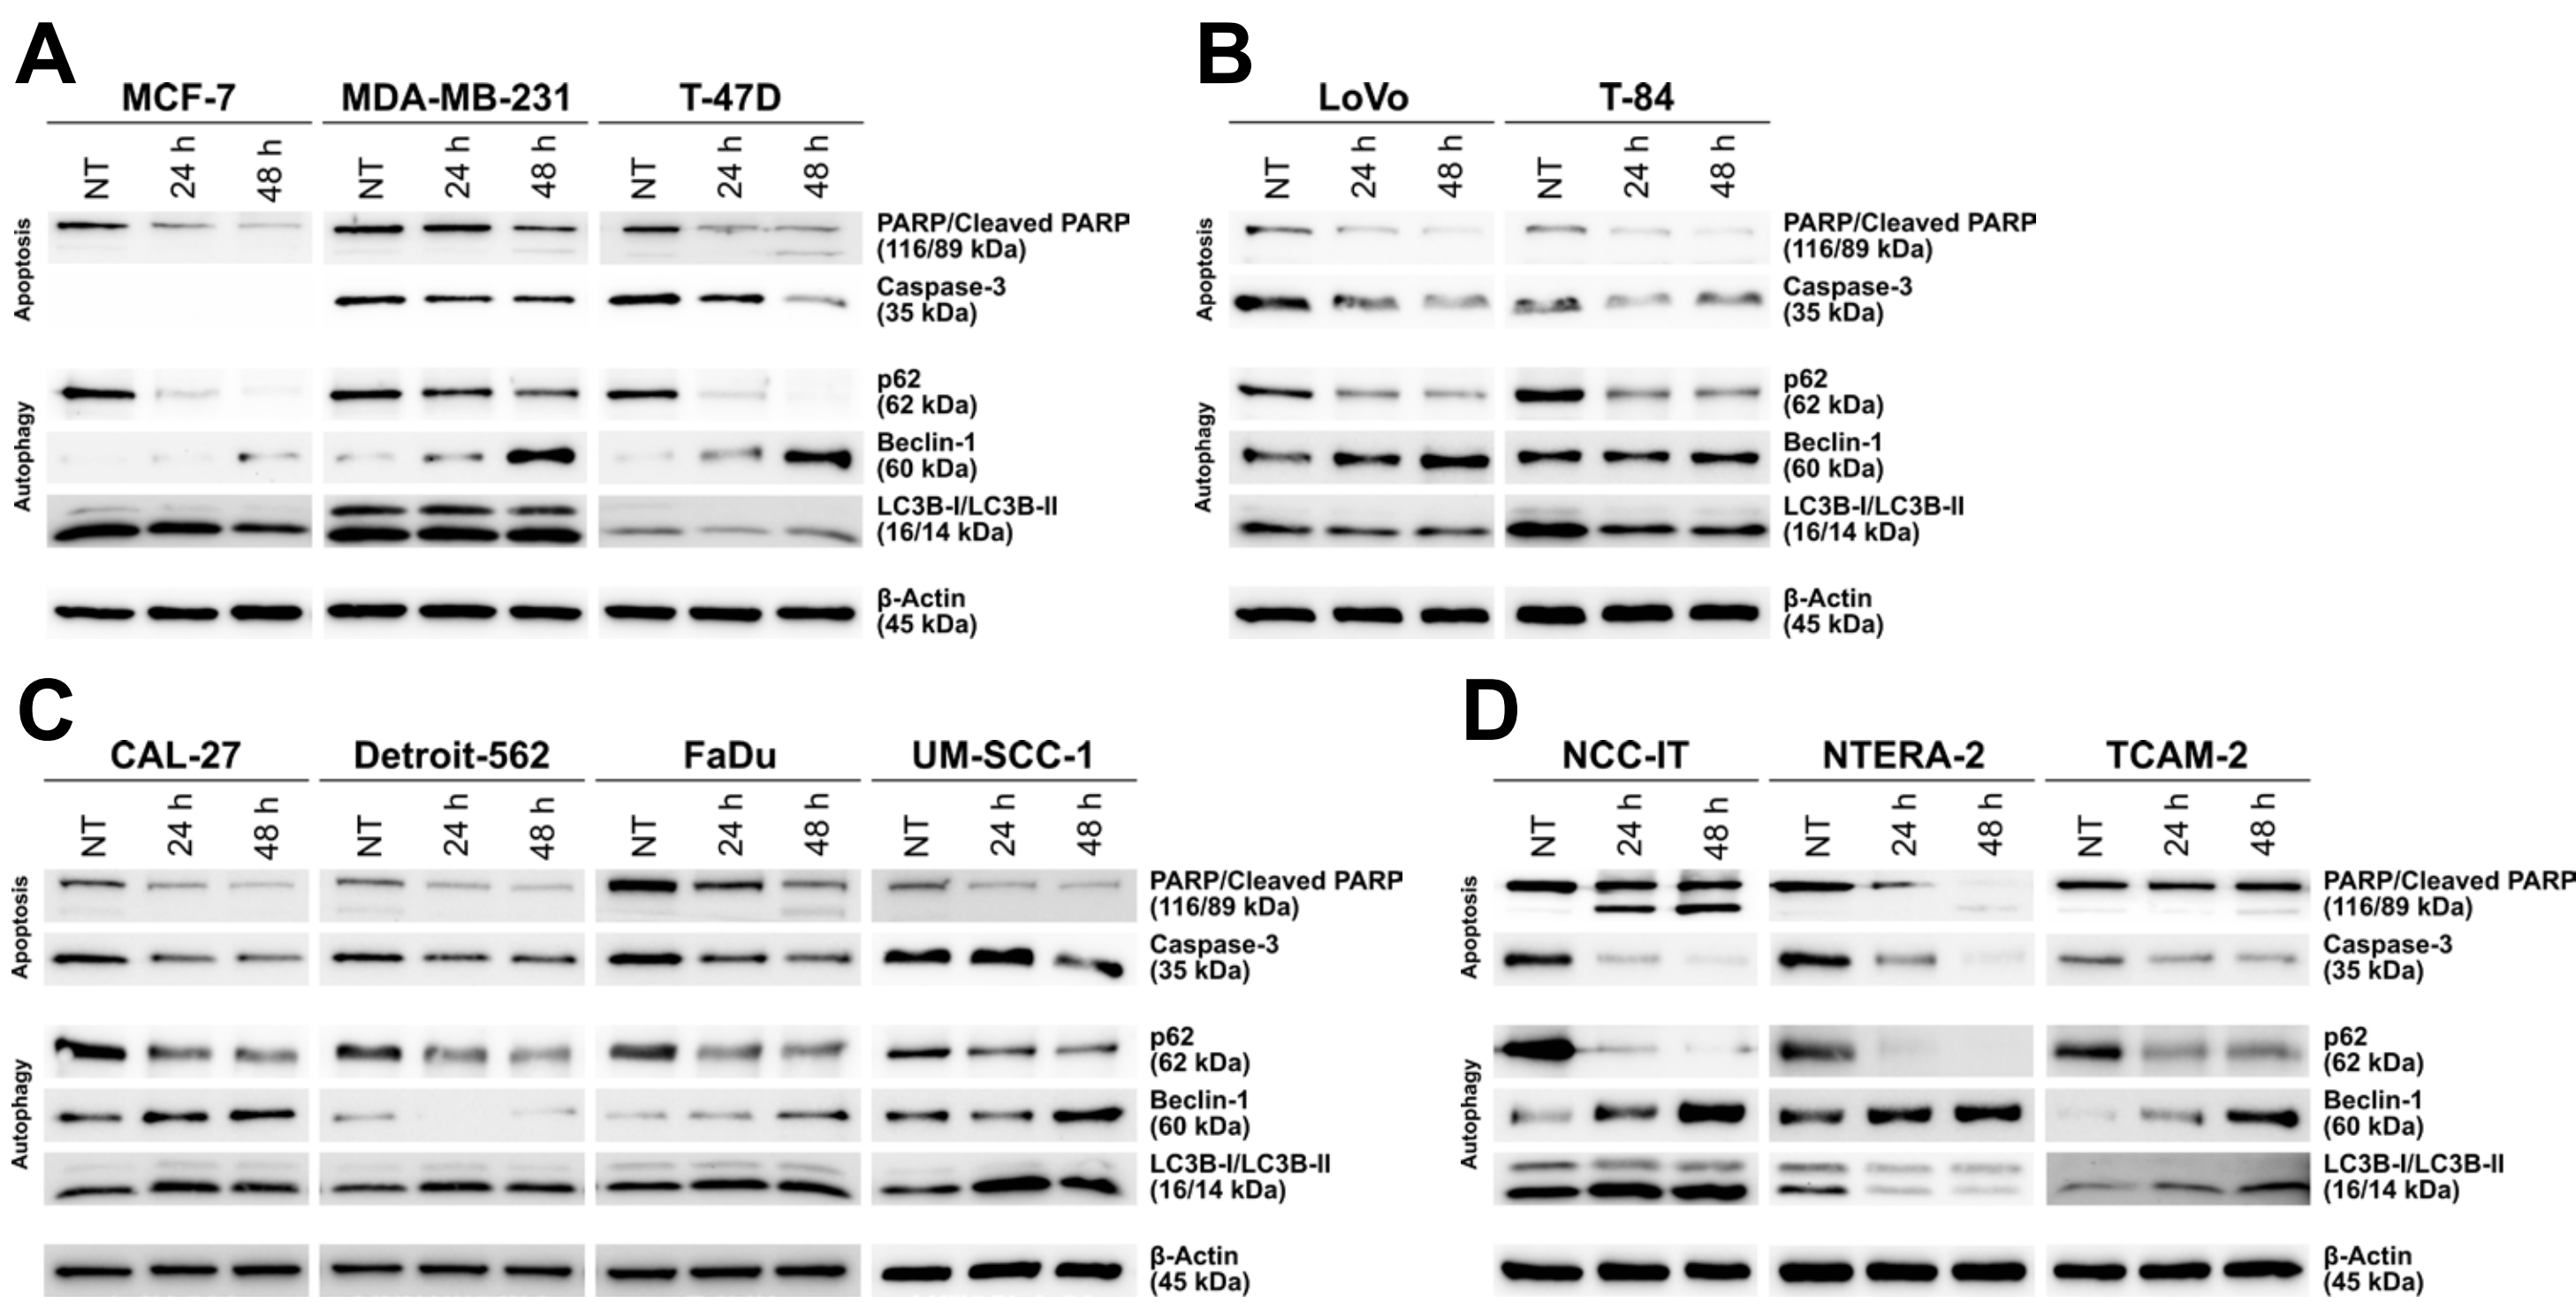 A
MCF-7 MDA-MB-231 T-47D
NT 24 h 48 h NT 24 h 48 h NT 24 h 48 h
Apoptosis
PARP/Cleaved PARP
(116/89 kDa)
Caspase-3
(35 kDa)
Autophagy
p62
(62 kDa)
Beclin-1
(60 kDa)
LC3B-I/LC3B-II
(16/14 kDa)
β-Actin
(45 kDa)
B
LoVo T-84
NT 24 h 48 h NT 24 h 48 h
Apoptosis
PARP/Cleaved PARP
(116/89 kDa)
Caspase-3
(35 kDa)
Autophagy
p62
(62 kDa)
Beclin-1
(60 kDa)
LC3B-I/LC3B-II
(16/14 kDa)
β-Actin
(45 kDa)
C
CAL-27 Detroit-562 FaDu UM-SCC-1
NT 24 h 48 h NT 24 h 48 h NT 24 h 48 h NT 24 h 48 h
Apoptosis
PARP/Cleaved PARP
(116/89 kDa)
Caspase-3
(35 kDa)
Autophagy
p62
(62 kDa)
Beclin-1
(60 kDa)
LC3B-I/LC3B-II
(16/14 kDa)
β-Actin
(45 kDa)
D
NCC-IT NTERA-2 TCAM-2
NT 24 h 48 h NT 24 h 48 h NT 24 h 48 h
Apoptosis
PARP/Cleaved PARP
(116/89 kDa)
Caspase-3
(35 kDa)
Autophagy
p62
(62 kDa)
Beclin-1
(60 kDa)
LC3B-I/LC3B-II
(16/14 kDa)
β-Actin
(45 kDa)